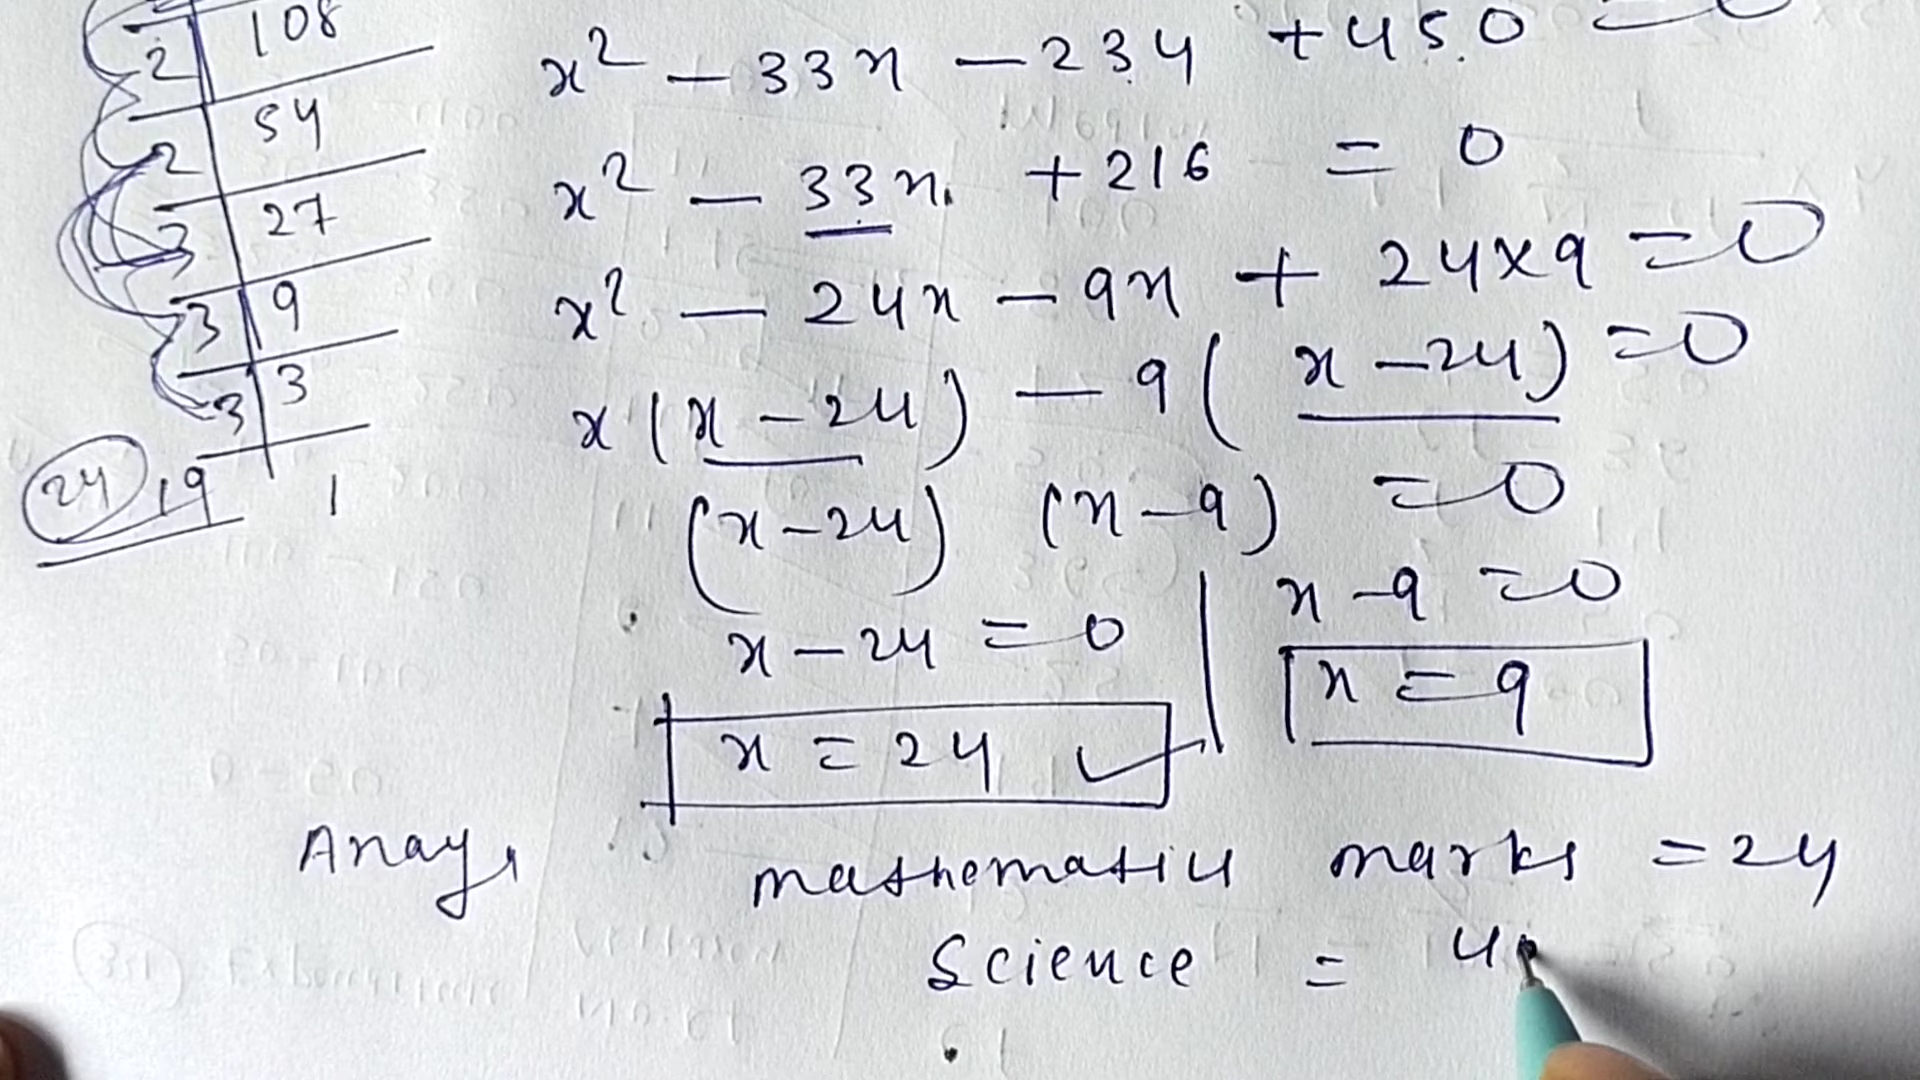 2 | 108
2 | 54
2 | 27
3 | 9
3 | 3
24, 9 1
x² - 33x - 234 + 450 = 0
x² - 33x + 216 = 0
x² - 24x - 9x + 24×9 = 0
x(x-24) - 9(x-24) = 0
(x-24) (x-9) = 0
x - 24 = 0 | x - 9 = 0
x = 24 ✓ x = 9
mathematics marks = 24
Science = 4